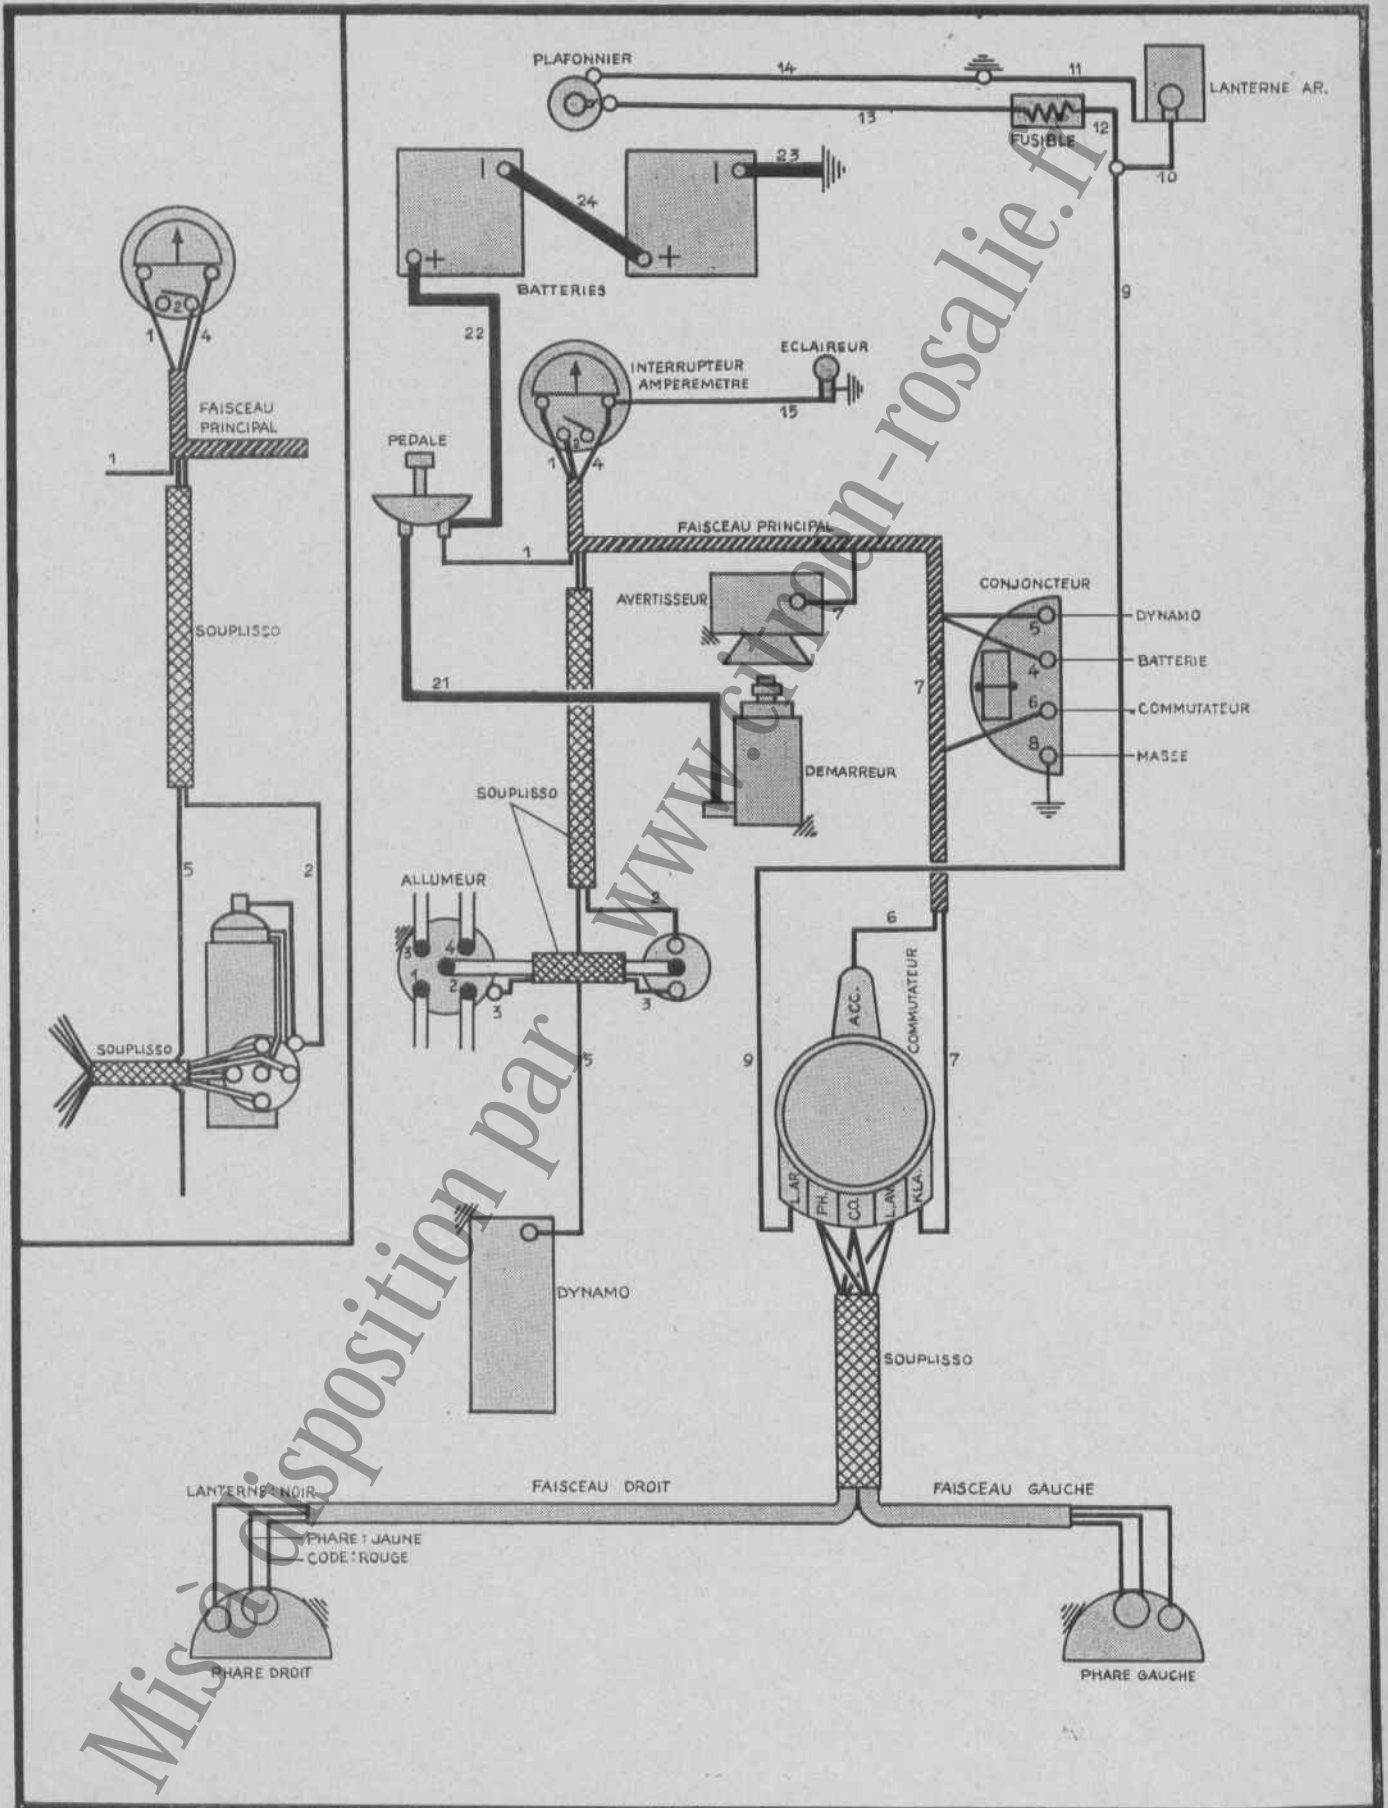 PLAFONNIER
14
11
LANTERNE AR.
13
FUSIBLE
12
10
9
23
24
BATTERIES
22
INTERRUPTEUR
AMPEREMETRE
ECLAIREUR
15
2
1
4
PEDALE
1
FAISCEAU PRINCIPAL
AVERTISSEUR
7
CONJONCTEUR
5
DYNAMO
4
BATTERIE
6
COMMUTATEUR
8
MASSE
7
21
DEMARREUR
SOUPLISSO
ALLUMEUR
3
4
1
2
2
3
3
5
6
ACC.
COMMUTATEUR
9
7
L.AR
PH.
CO.
L.AV
KLA.
DYNAMO
SOUPLISSO
FAISCEAU DROIT
FAISCEAU GAUCHE
LANTERNE : NOIR
PHARE : JAUNE
CODE : ROUGE
PHARE DROIT
PHARE GAUCHE
2
1
4
FAISCEAU
PRINCIPAL
1
SOUPLISSO
5
2
SOUPLISSO
Mis à disposition par www.citroen-rosalie.fr